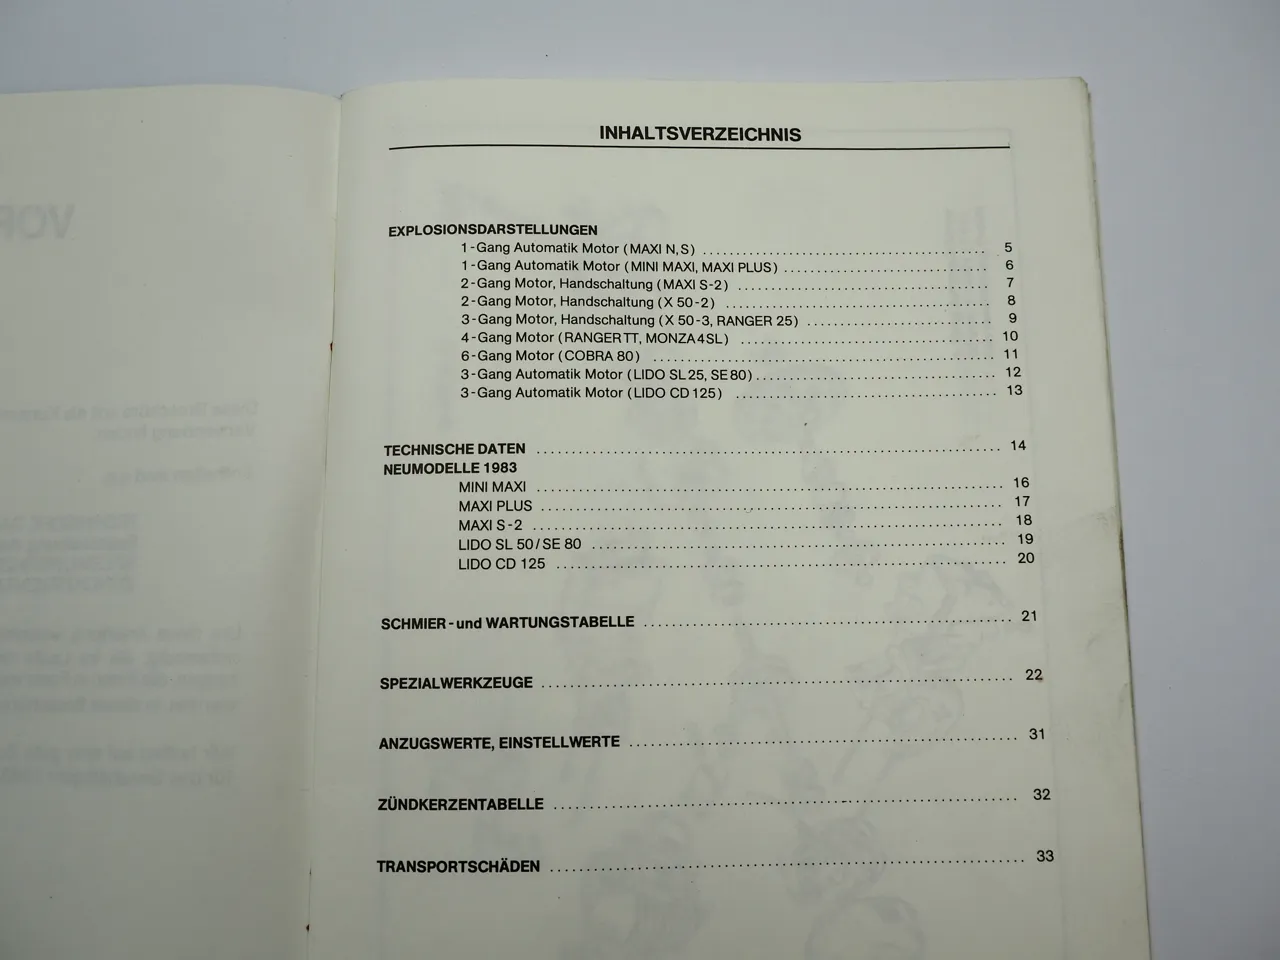 INHALTSVERZEICHNIS
EXPLOSIONSDARSTELLUNGEN
1-Gang Automatik Motor (MAXI N,S) 5
1-Gang Automatik Motor (MINI MAXI, MAXI PLUS) 6
2-Gang Motor, Handschaltung (MAXI S-2) 7
2-Gang Motor, Handschaltung (X 50-2) 8
3-Gang Motor, Handschaltung (X 50-3, RANGER 25) 9
4-Gang Motor (RANGER TT, MONZA 4SL) 10
6-Gang Motor (COBRA 80) 11
3-Gang Automatik Motor (LIDO SL 25, SE 80) 12
3-Gang Automatik Motor (LIDO CD 125) 13
TECHNISCHE DATEN 14
NEUMODELLE 1983
MINI MAXI 16
MAXI PLUS 17
MAXI S-2 18
LIDO SL 50/SE 80 19
LIDO CD 125 20
SCHMIER- und WARTUNGSTABELLE 21
SPEZIALWERKZEUGE 22
ANZUGSWERTE, EINSTELLWERTE 31
ZÜNDKERZENTABELLE 32
TRANSPORTSCHÄDEN 33